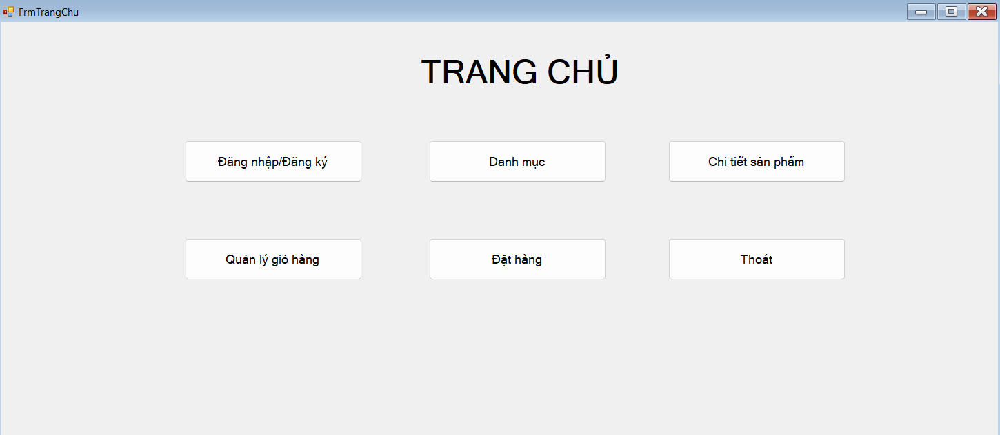 FrmTrangChu
TRANG CHỦ
Đăng nhập/Đăng ký
Danh mục
Chi tiết sản phẩm
Quản lý giỏ hàng
Đặt hàng
Thoát